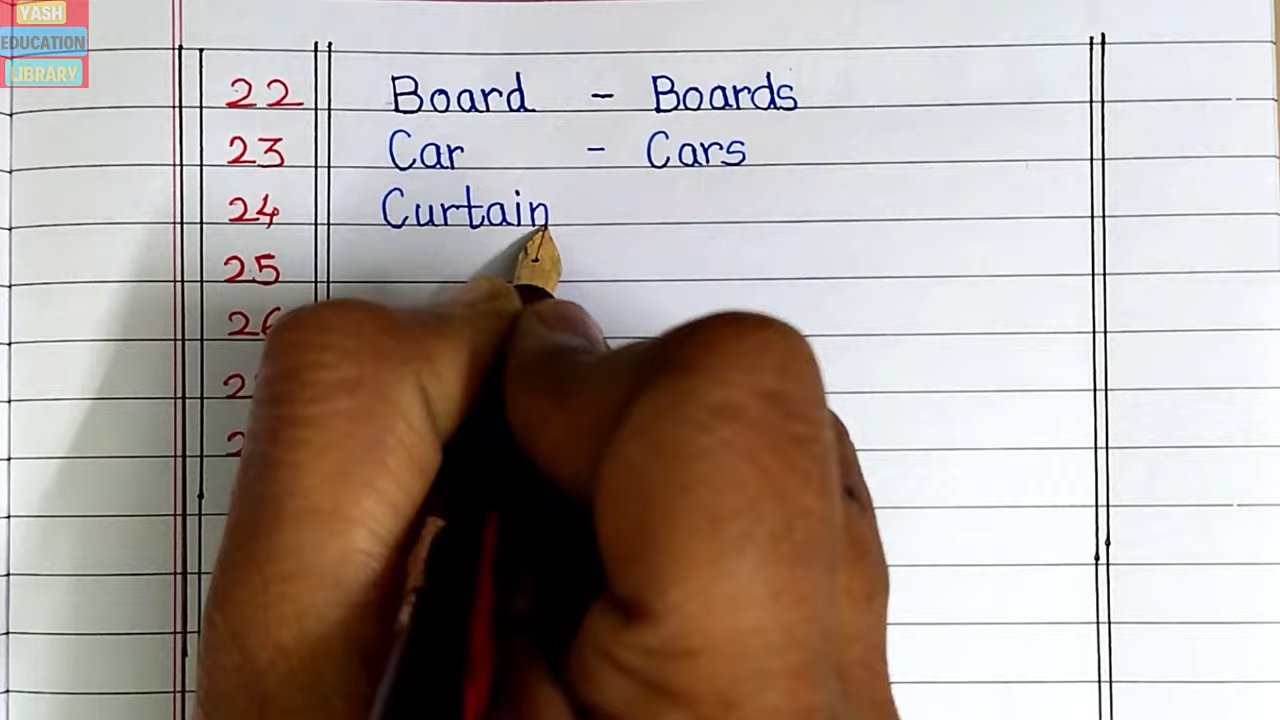 YASH
EDUCATION
LIBRARY
22 Board - Boards
23 Car - Cars
24 Curtain
25